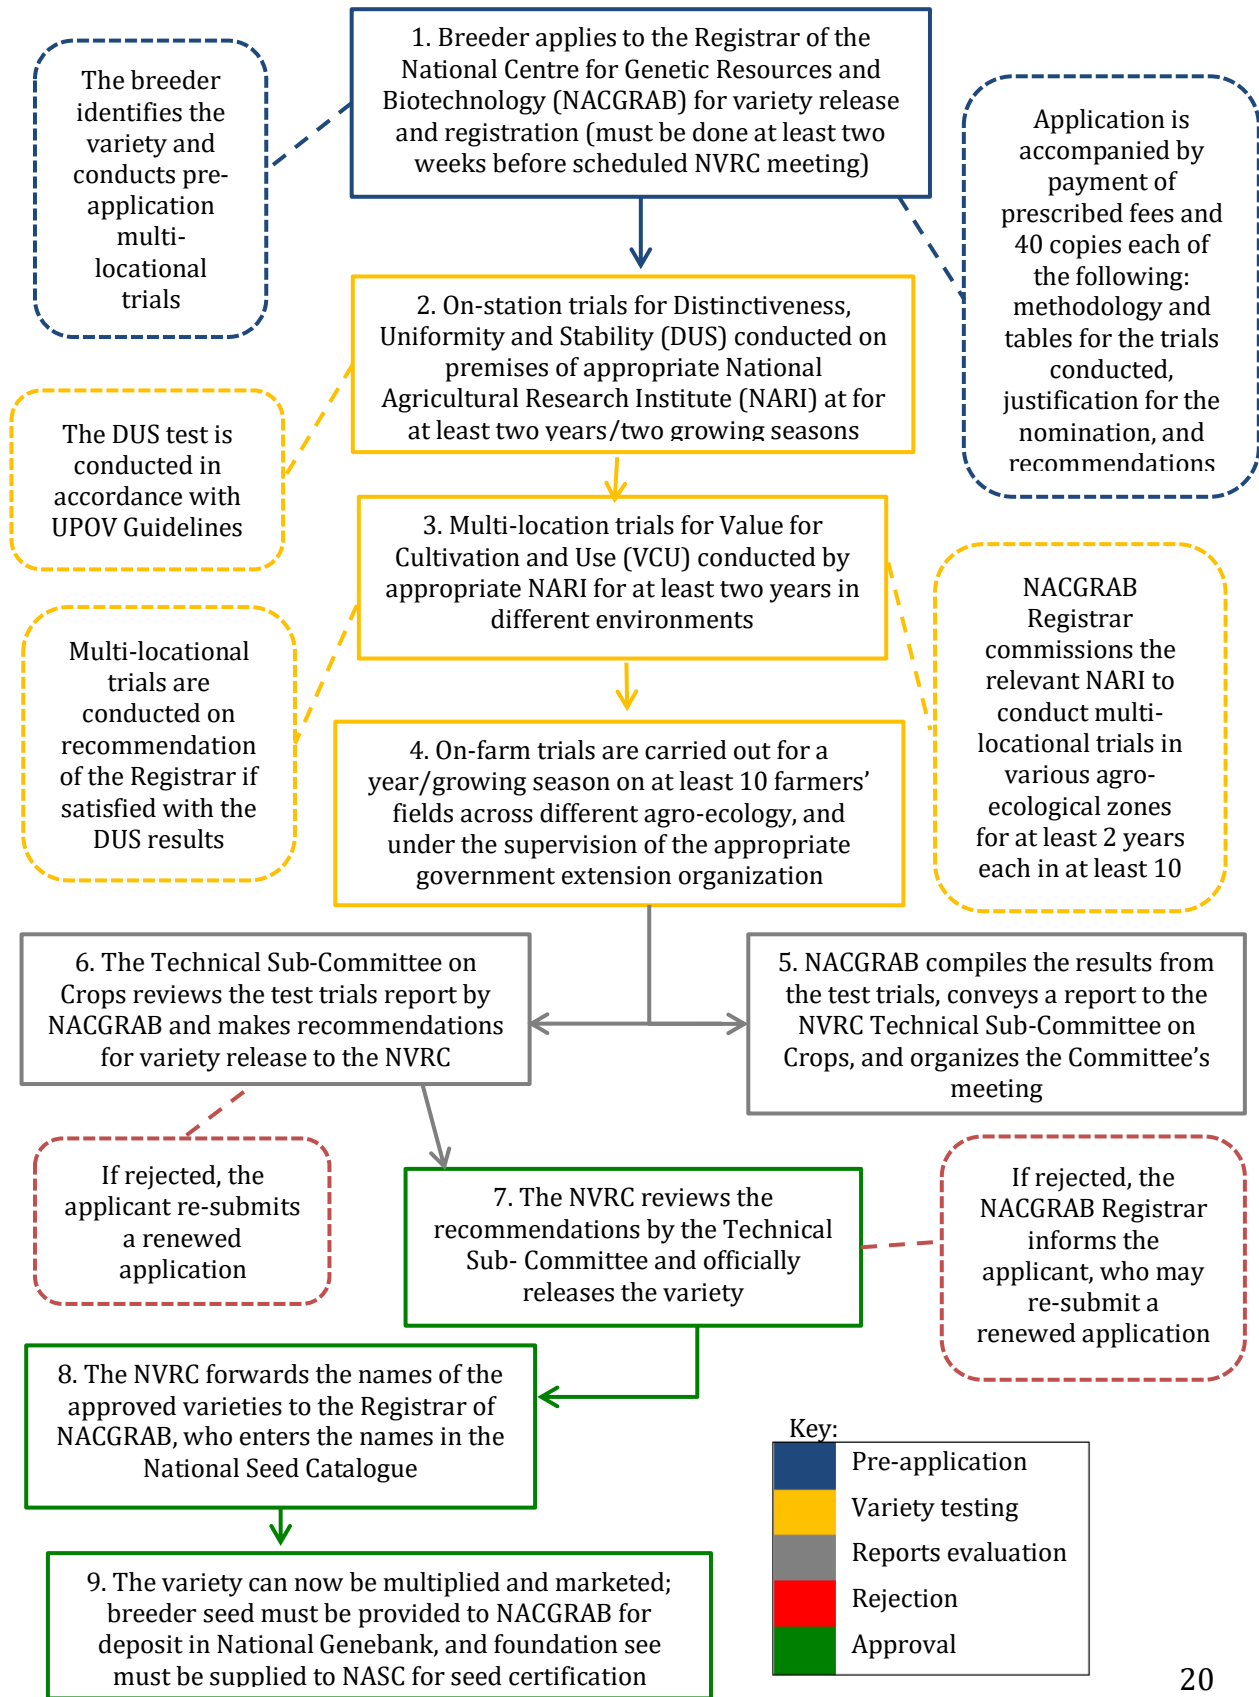 1. Breeder applies to the Registrar of the
National Centre for Genetic Resources and
Biotechnology (NACGRAB) for variety release
and registration (must be done at least two
weeks before scheduled NVRC meeting)
The breeder
identifies the
variety and
conducts pre-
application
multi-
locational
trials
Application is
accompanied by
payment of
prescribed fees and
40 copies each of
the following:
methodology and
tables for the trials
conducted,
justification for the
nomination, and
recommendations
2. On-station trials for Distinctiveness,
Uniformity and Stability (DUS) conducted on
premises of appropriate National
Agricultural Research Institute (NARI) at for
at least two years/two growing seasons
The DUS test is
conducted in
accordance with
UPOV Guidelines
3. Multi-location trials for Value for
Cultivation and Use (VCU) conducted by
appropriate NARI for at least two years in
different environments
Multi-locational
trials are
conducted on
recommendation
of the Registrar if
satisfied with the
DUS results
NACGRAB
Registrar
commissions the
relevant NARI to
conduct multi-
locational trials in
various agro-
ecological zones
for at least 2 years
each in at least 10
4. On-farm trials are carried out for a
year/growing season on at least 10 farmers’
fields across different agro-ecology, and
under the supervision of the appropriate
government extension organization
6. The Technical Sub-Committee on
Crops reviews the test trials report by
NACGRAB and makes recommendations
for variety release to the NVRC
5. NACGRAB compiles the results from
the test trials, conveys a report to the
NVRC Technical Sub-Committee on
Crops, and organizes the Committee’s
meeting
If rejected, the
applicant re-submits
a renewed
application
7. The NVRC reviews the
recommendations by the Technical
Sub- Committee and officially
releases the variety
If rejected, the
NACGRAB Registrar
informs the
applicant, who may
re-submit a
renewed application
8. The NVRC forwards the names of the
approved varieties to the Registrar of
NACGRAB, who enters the names in the
National Seed Catalogue
9. The variety can now be multiplied and marketed;
breeder seed must be provided to NACGRAB for
deposit in National Genebank, and foundation see
must be supplied to NASC for seed certification
Key:
Pre-application
Variety testing
Reports evaluation
Rejection
Approval
20